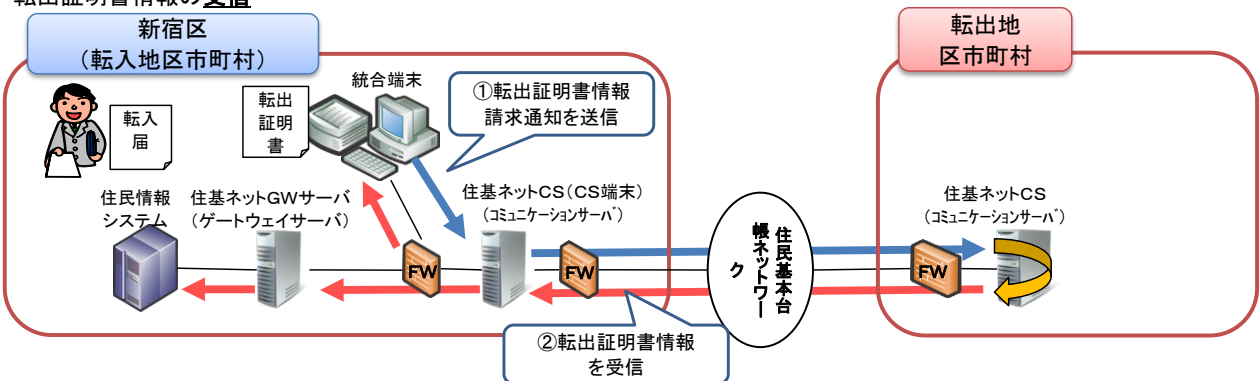 転出証明書情報の受信
新宿区
(転入地区市町村)
転出地
区市町村
統合端末
①転出証明書情報
請求通知を送信
転入
届
転出
証明
書
住民情報
システム
住基ネットGWサーバ
(ゲートウェイサーバ)
住基ネットCS(CS端末)
(コミュニケーションサーバ)
住基ネットCS
(コミュニケーションサーバ)
FW
FW
FW
住民基本台
帳ネットワー
ク
②転出証明書情報
を受信